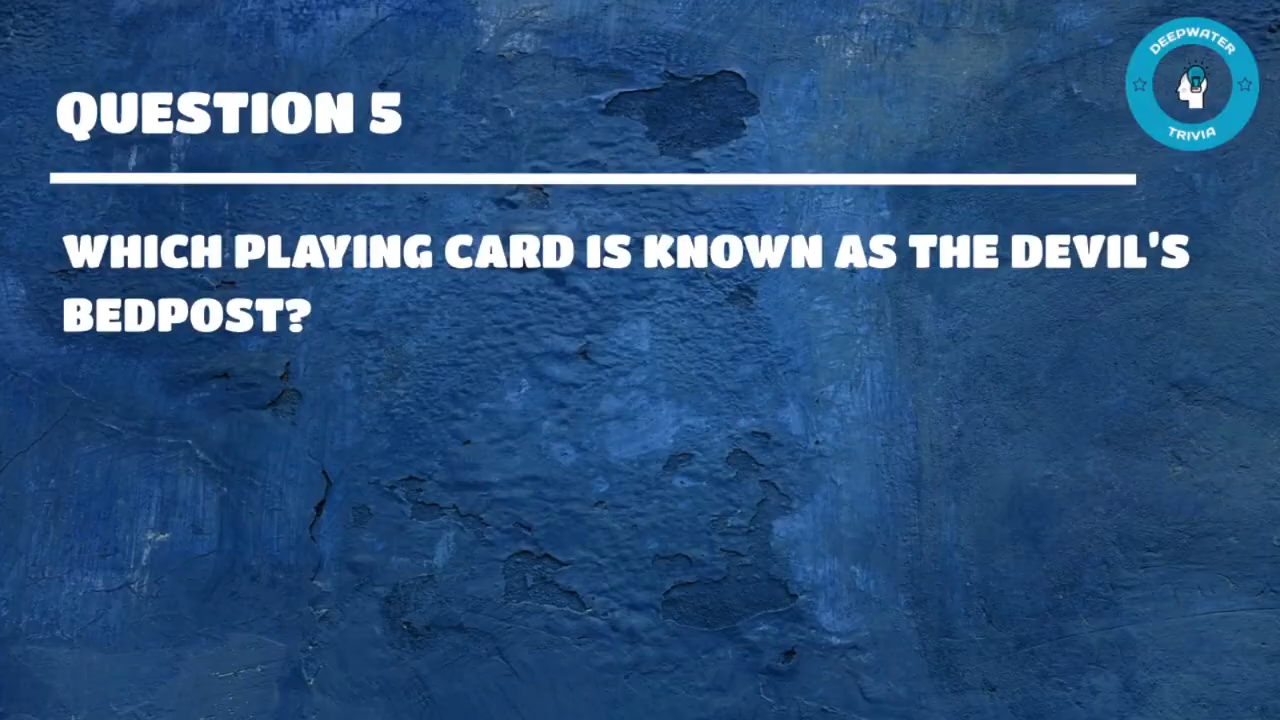 DEEPWATER
TRIVIA
QUESTION 5
WHICH PLAYING CARD IS KNOWN AS THE DEVIL'S
BEDPOST?